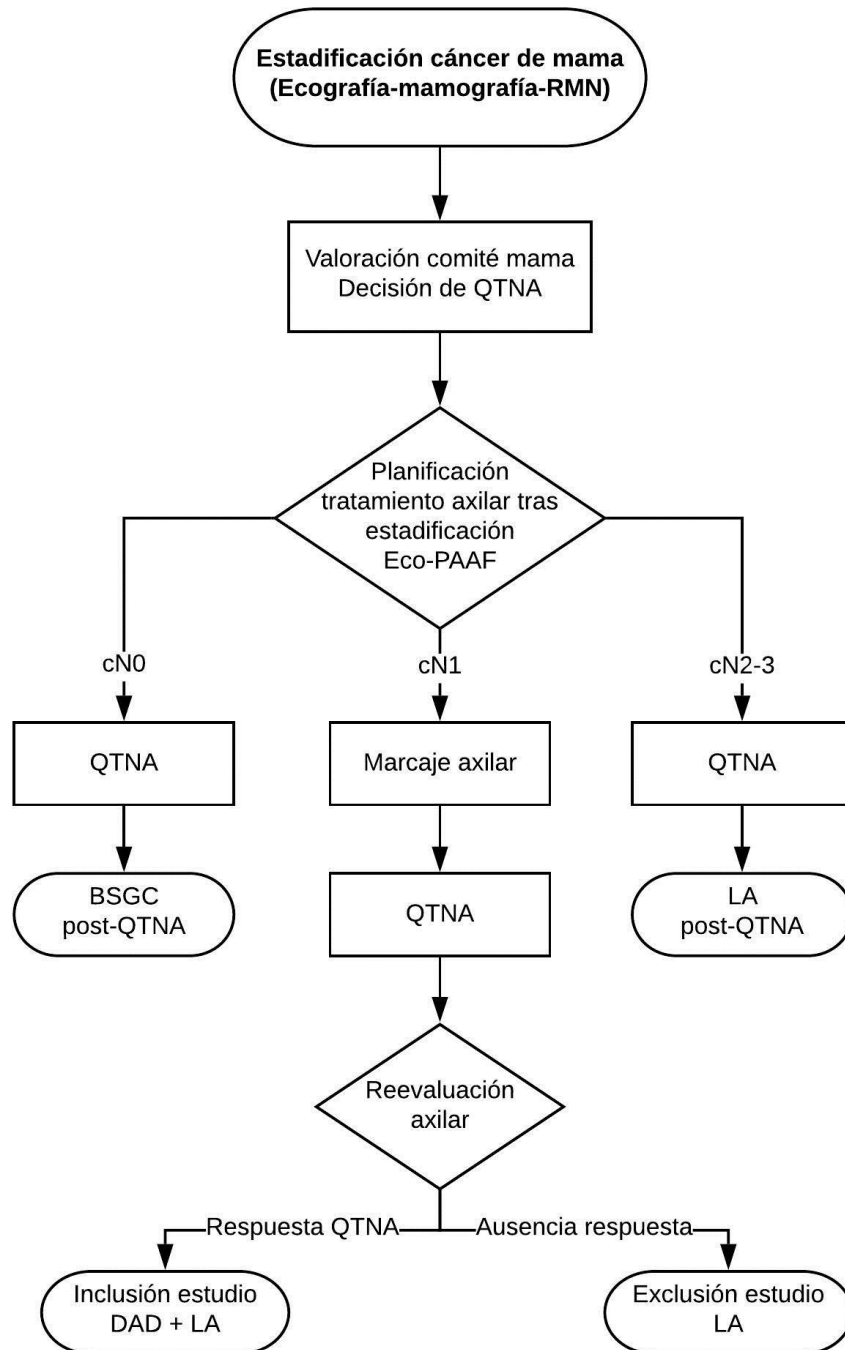 Estadificación cáncer de mama
(Ecografía-mamografía-RMN)
Valoración comité mama
Decisión de QTNA
Planificación
tratamiento axilar tras
estadificación
Eco-PAAF
cN0
cN1
cN2-3
QTNA
Marcaje axilar
QTNA
BSGC
post-QTNA
QTNA
LA
post-QTNA
Reevaluación
axilar
Respuesta QTNA
Ausencia respuesta
Inclusión estudio
DAD + LA
Exclusión estudio
LA